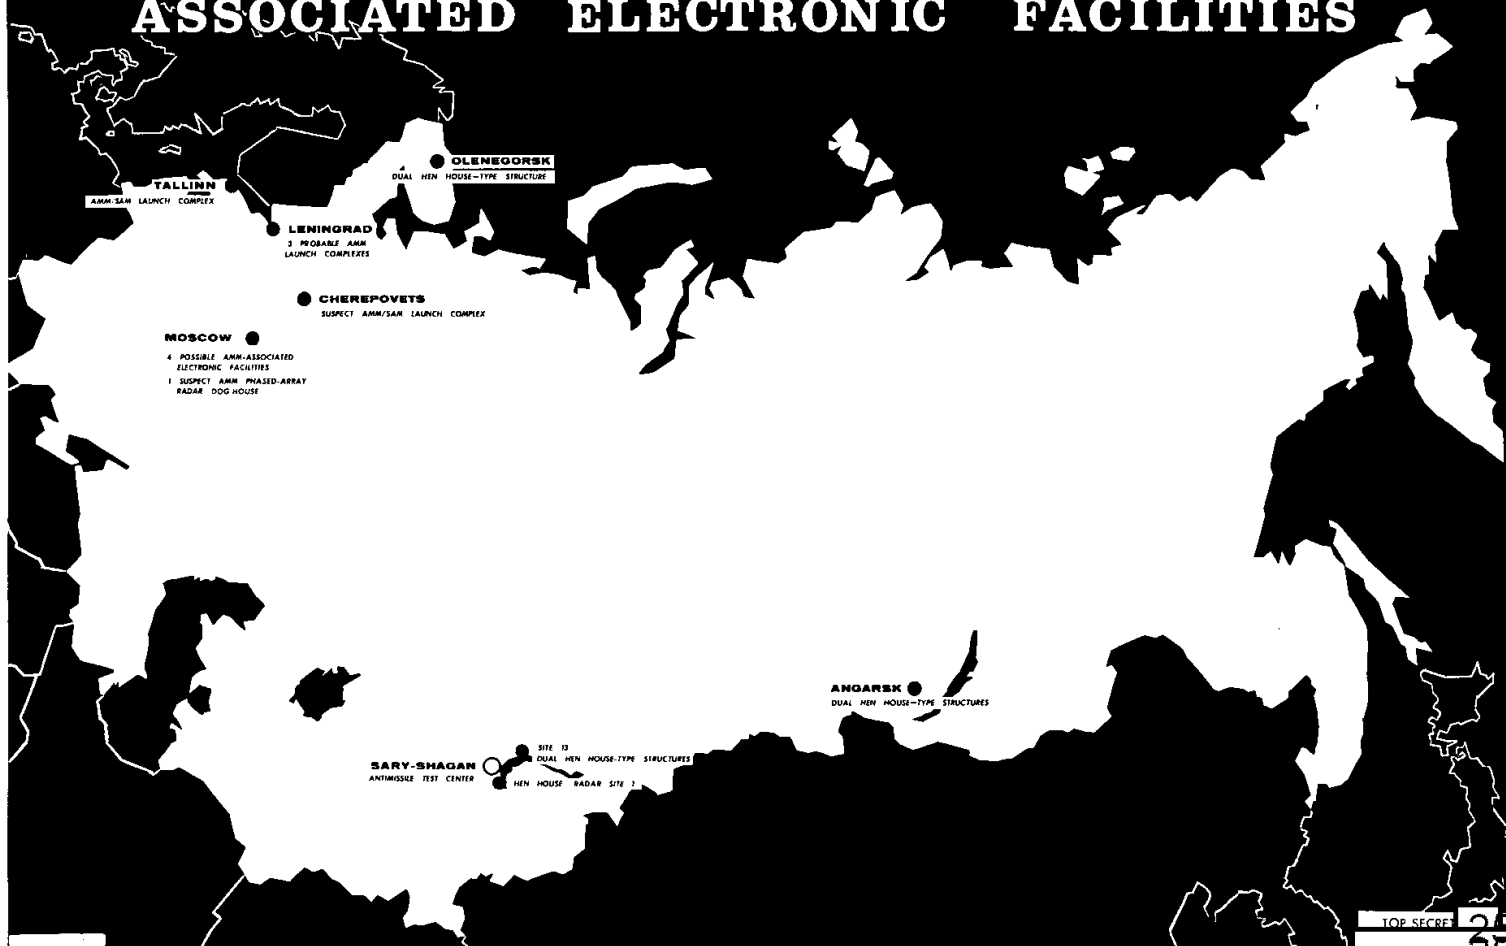 ASSOCIATED ELECTRONIC FACILITIES
OLENEGORSK
DUAL HEN HOUSE-TYPE STRUCTURE
TALLINN
AMM-SAM LAUNCH COMPLEX
LENINGRAD
3 PROBABLE AMM
LAUNCH COMPLEXES
CHEREPOVETS
SUSPECT AMM/SAM LAUNCH COMPLEX
MOSCOW
4 POSSIBLE AMM-ASSOCIATED
ELECTRONIC FACILITIES
1 SUSPECT AMM PHASED-ARRAY
RADAR DOG HOUSE
ANGARSK
DUAL HEN HOUSE-TYPE STRUCTURES
SITE 13
DUAL HEN HOUSE-TYPE STRUCTURES
SARY-SHAGAN
ANTIMISSILE TEST CENTER
HEN HOUSE RADAR SITE
TOP SECRET